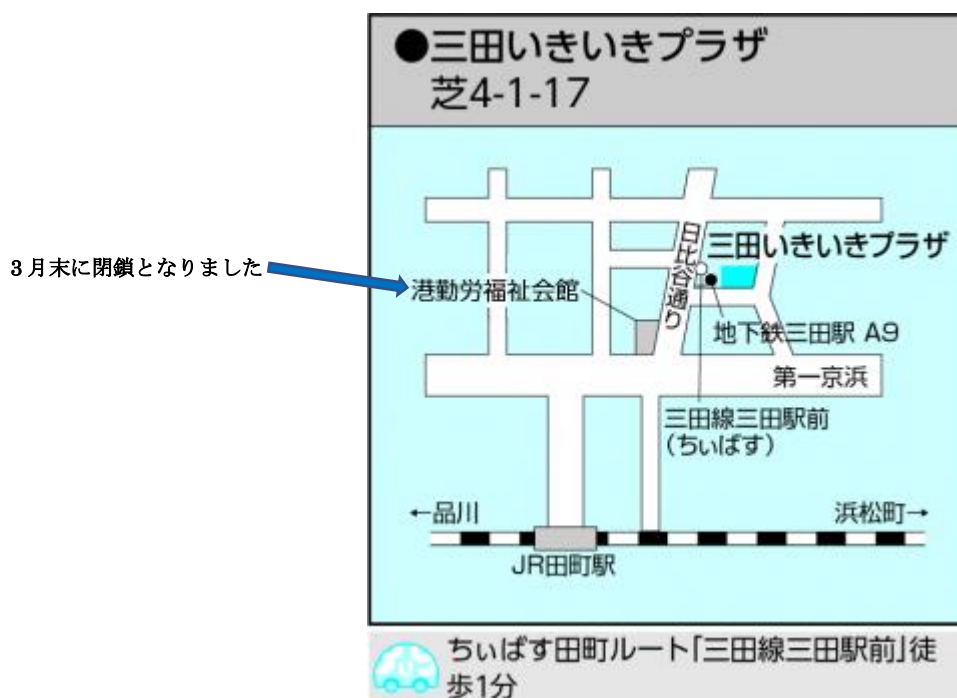 ●三田いきいきプラザ
芝4-1-17
3月末に閉鎖となりました
日比谷通り
三田いきいきプラザ
港勤労福祉会館
地下鉄三田駅 A9
第一京浜
三田線三田駅前
(ちぃばす)
←品川
浜松町→
JR田町駅
ちぃばす田町ルート「三田線三田駅前」徒
歩1分